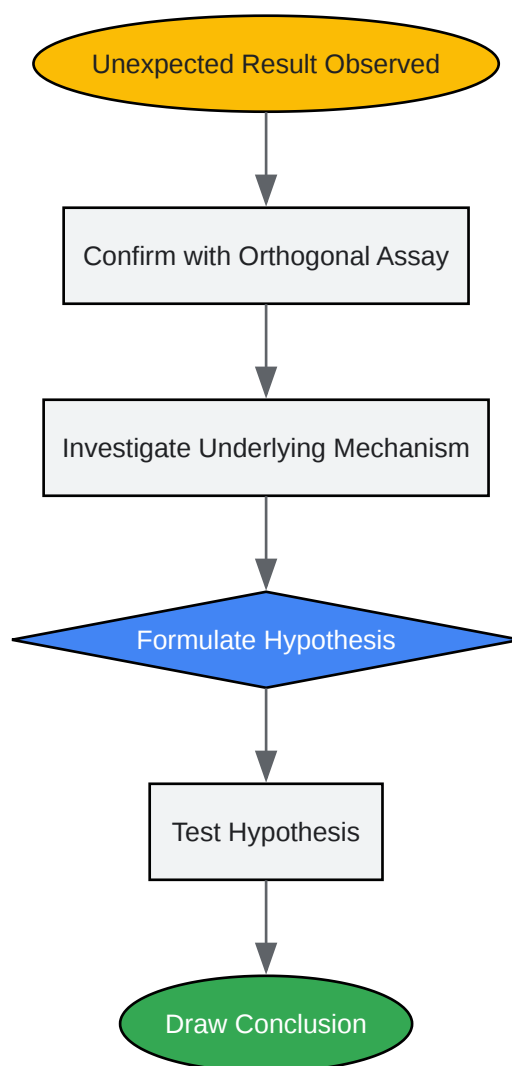 Unexpected Result Observed
Confirm with Orthogonal Assay
Investigate Underlying Mechanism
Formulate Hypothesis
Test Hypothesis
Draw Conclusion